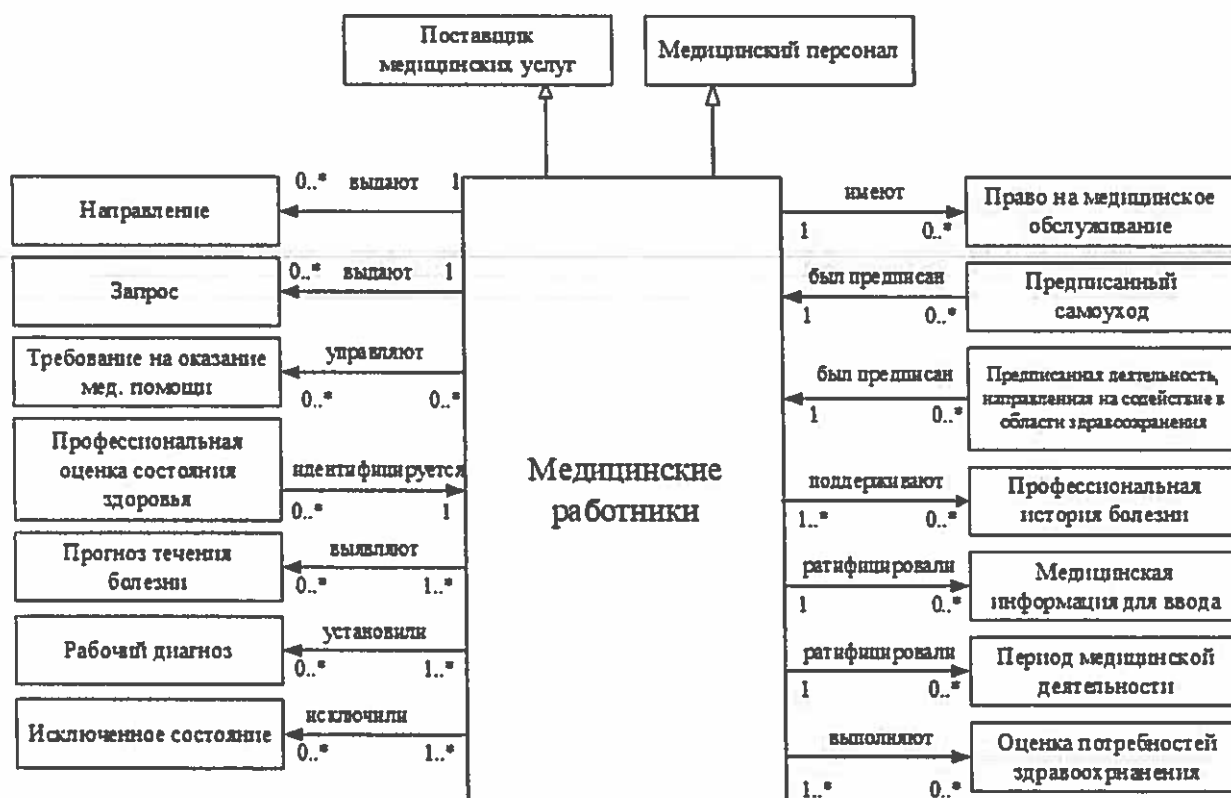 Поставщик
медицинских услуг
Медицинский персонал
0..* выдают 1
Направление
0..* выдают 1
Запрос
Требование на оказание
мед. помощи
управляют
0..* 0..*
Профессиональная
оценка состояния
здоровья
идентифицируется
0..* 1
Прогноз течения
болезни
выявляют
0..* 1..*
Рабочий диагноз
установили
0..* 1..*
Исключенное состояние
исключили
0..* 1..*
Медицинские
работники
имеют
1 0..*
Право на медицинское
обслуживание
был предписан
1 0..*
Предписанный
самоуход
был предписан
1 0..*
Предписанная деятельность,
направленная на содействие в
области здравоохранения
поддерживают
1..* 0..*
Профессиональная
история болезни
ратифицировали
1 0..*
Медицинская
информация для ввода
ратифицировали
1 0..*
Период медицинской
деятельности
выполняют
1..* 0..*
Оценка потребностей
здравоохрнанения